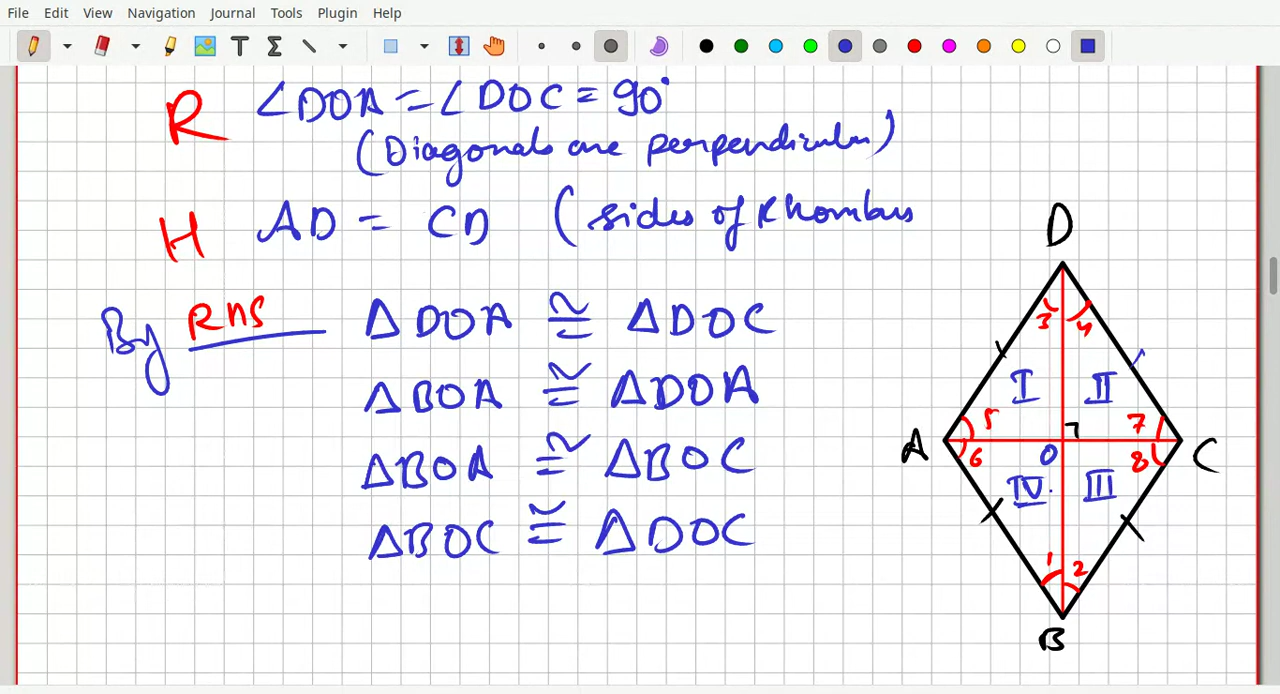 File Edit View Navigation Journal Tools Plugin Help
R ∠DOA = ∠DOC = 90°
(Diagonals are perpendicular)
H AD = CD (sides of Rhombus
By RHS ΔDOA ≅ ΔDOC
ΔBOA ≅ ΔDOA
ΔBOA ≅ ΔBOC
ΔBOC ≅ ΔDOC
D
3 4
I II
5 7
A O C
6 8
IV. III
1 2
B